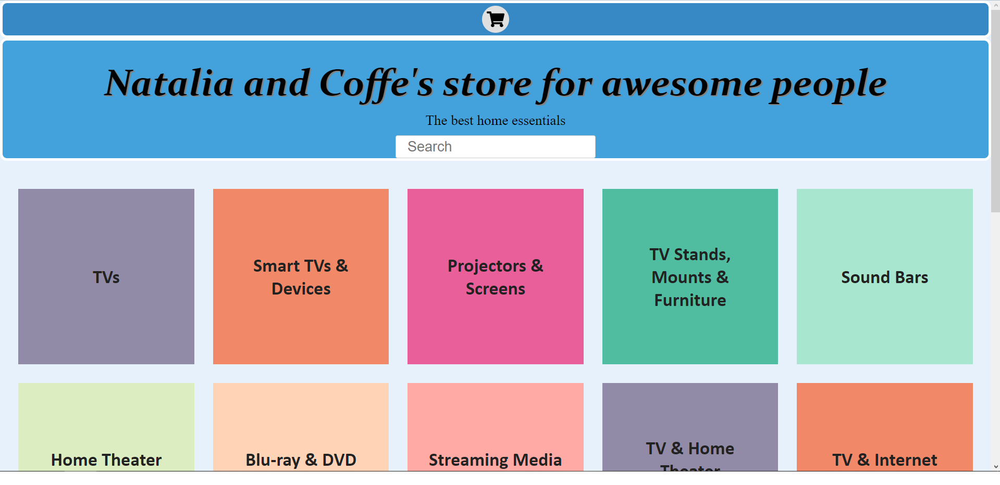 Natalia and Coffe's store for awesome people
The best home essentials
Search
TVs
Smart TVs &
Devices
Projectors &
Screens
TV Stands,
Mounts &
Furniture
Sound Bars
Home Theater
Blu-ray & DVD
Streaming Media
TV & Home
Theater
TV & Internet